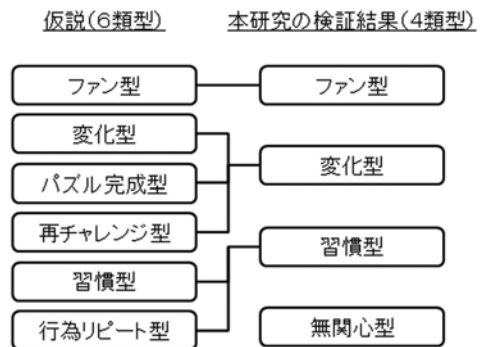 仮説(6類型) 本研究の検証結果(4類型)
ファン型 ファン型
変化型
変化型
パズル完成型
再チャレンジ型
習慣型
習慣型
行為リピート型 無関心型